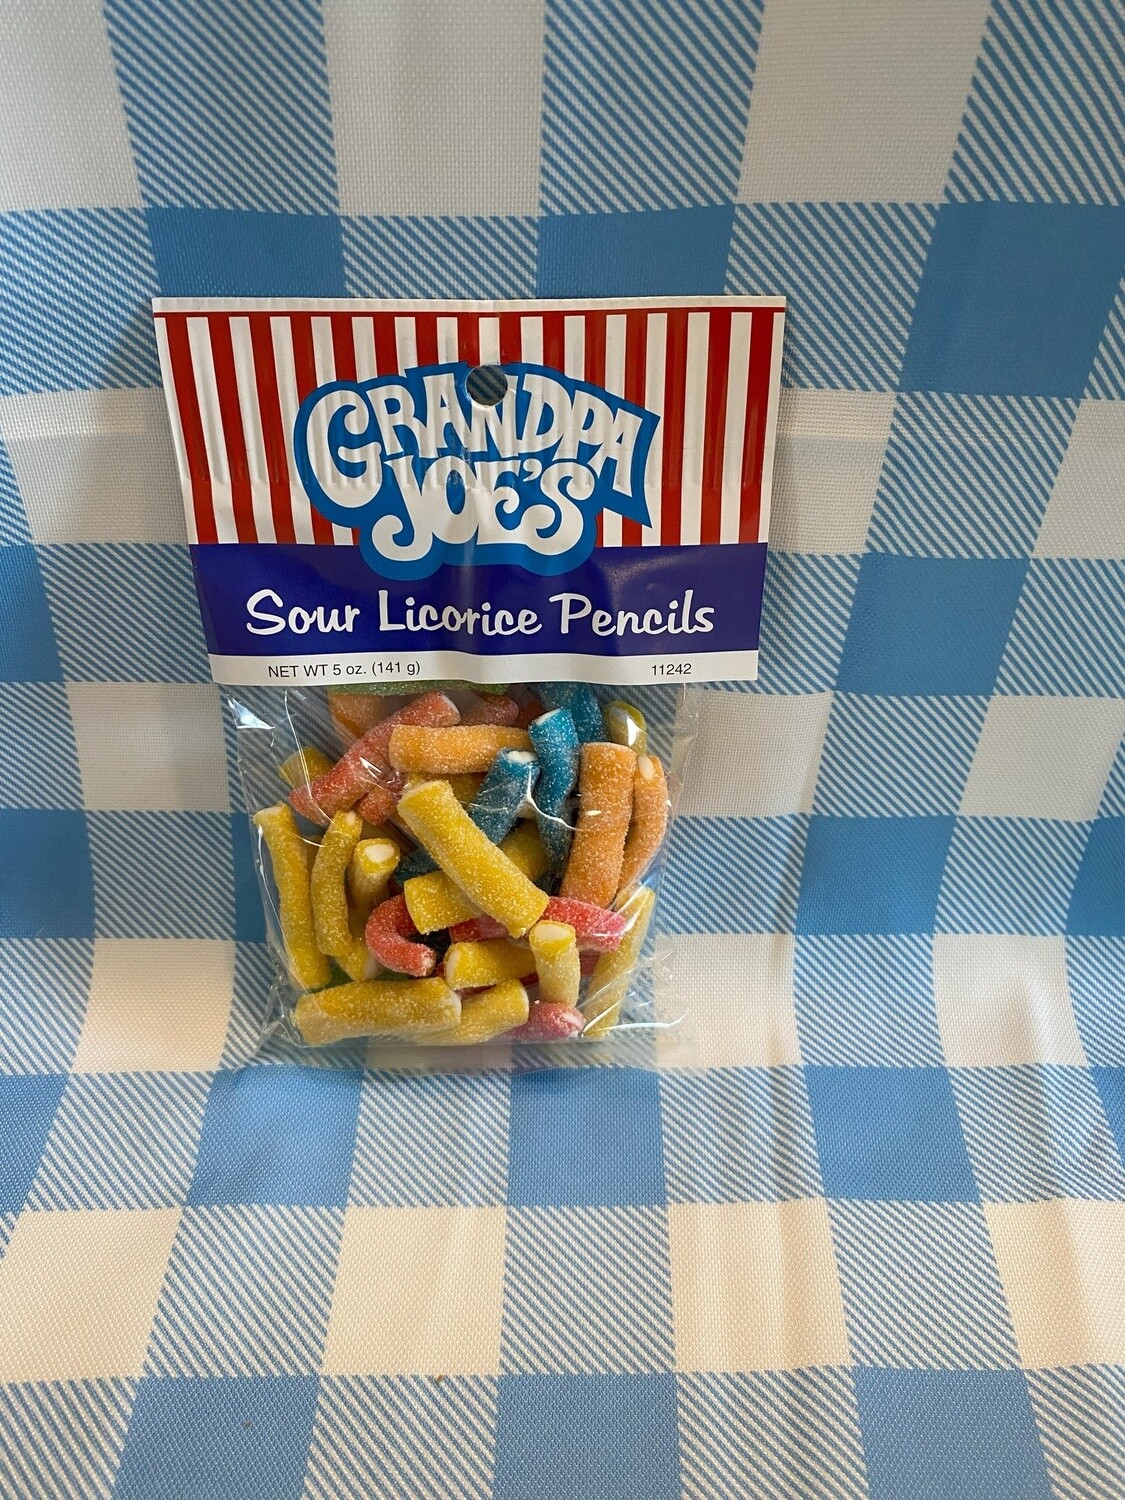 GRANDPA
JOE'S
Sour Licorice Pencils
NET WT 5 oz. (141 g) 11242